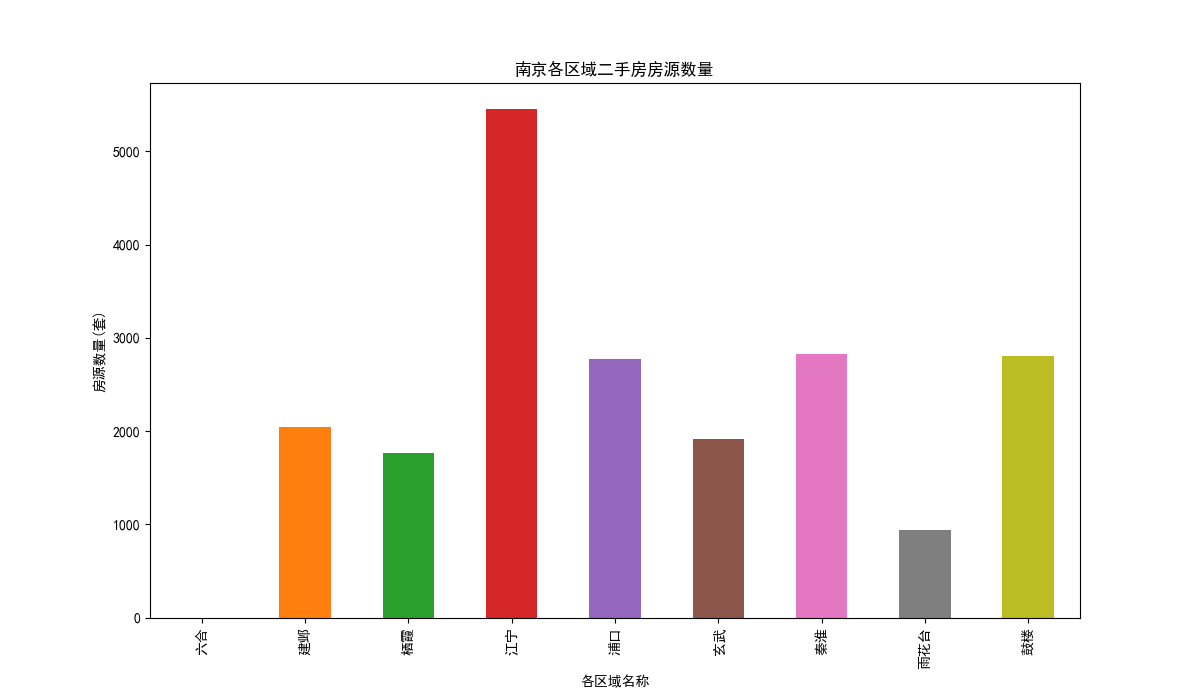 南京各区域二手房房源数量
房源数量(套)
5000
4000
3000
2000
1000
0
六合
建邺
栖霞
江宁
浦口
玄武
秦淮
雨花台
鼓楼
各区域名称